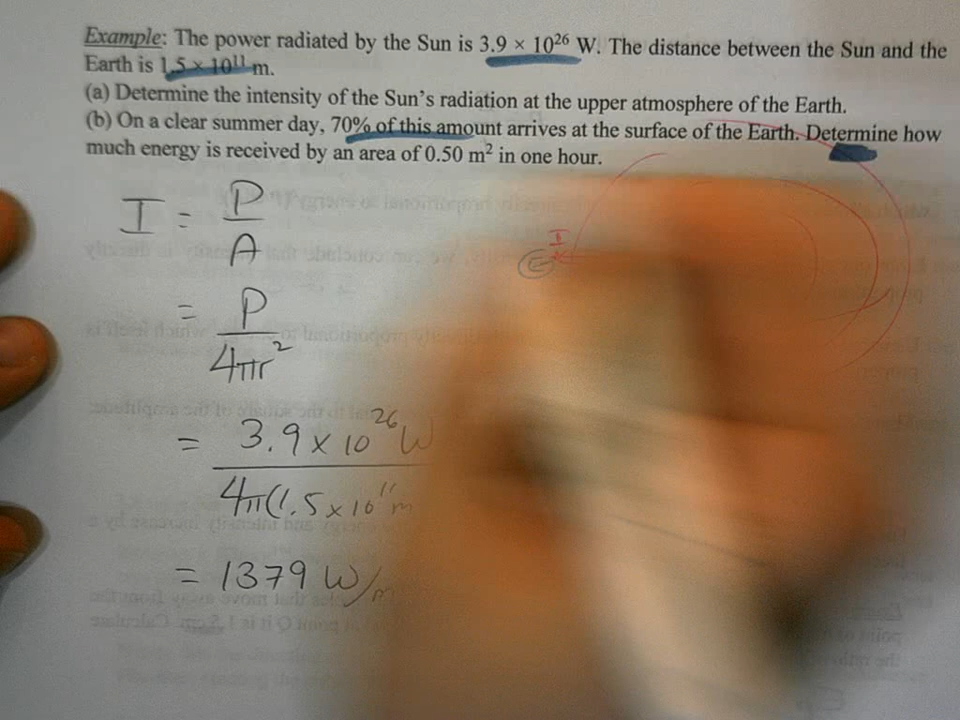 Example: The power radiated by the Sun is 3.9 × 10²⁶ W. The distance between the Sun and the
Earth is 1.5 × 10¹¹ m.
(a) Determine the intensity of the Sun's radiation at the upper atmosphere of the Earth.
(b) On a clear summer day, 70% of this amount arrives at the surface of the Earth. Determine how
much energy is received by an area of 0.50 m² in one hour.
I = P/A
= P/4πr²
= 3.9 x 10²⁶ W
4π(1.5 x 10¹¹ m
= 1379 W/m
I
E